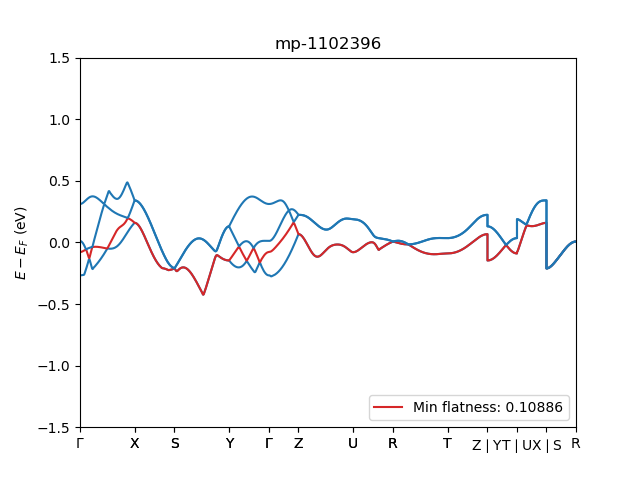 mp-1102396
1.5
1.0
0.5
0.0
−0.5
−1.0
−1.5
E − E_F (eV)
Min flatness: 0.10886
Γ X S Y Γ Z U R T Z | YT | UX | S R